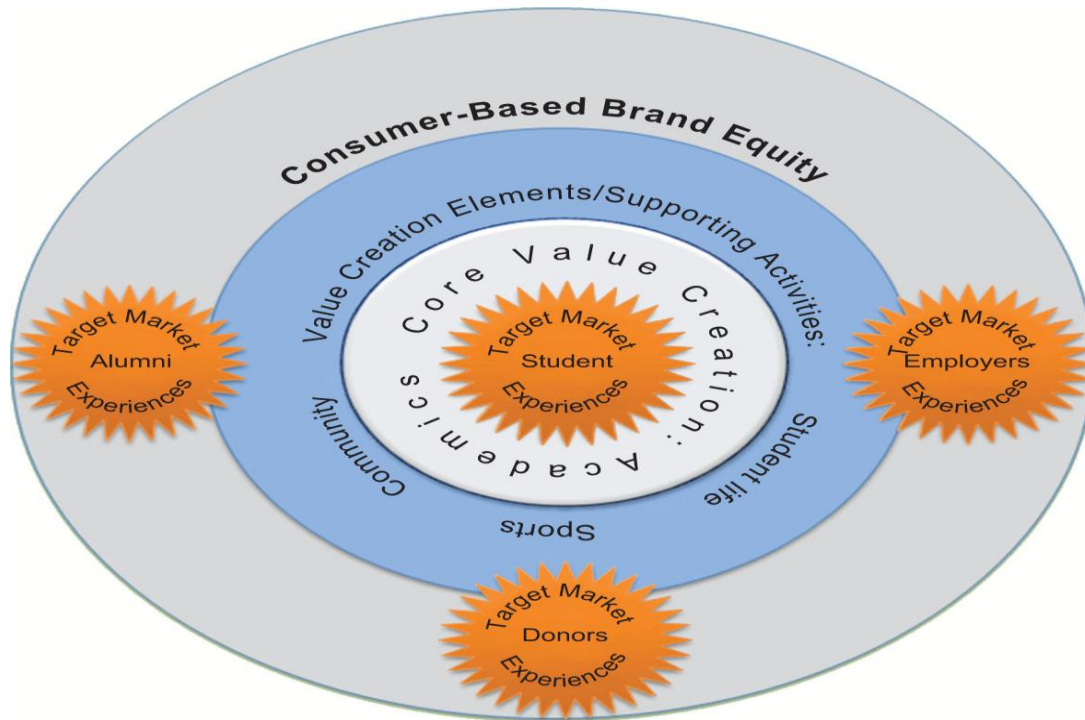 Consumer-Based Brand Equity
Value Creation Elements/Supporting Activities:
Student life
Sports
Community
Core Value Creation: Academics
Target Market
Student
Experiences
Target Market
Alumni
Experiences
Target Market
Employers
Experiences
Target Market
Donors
Experiences